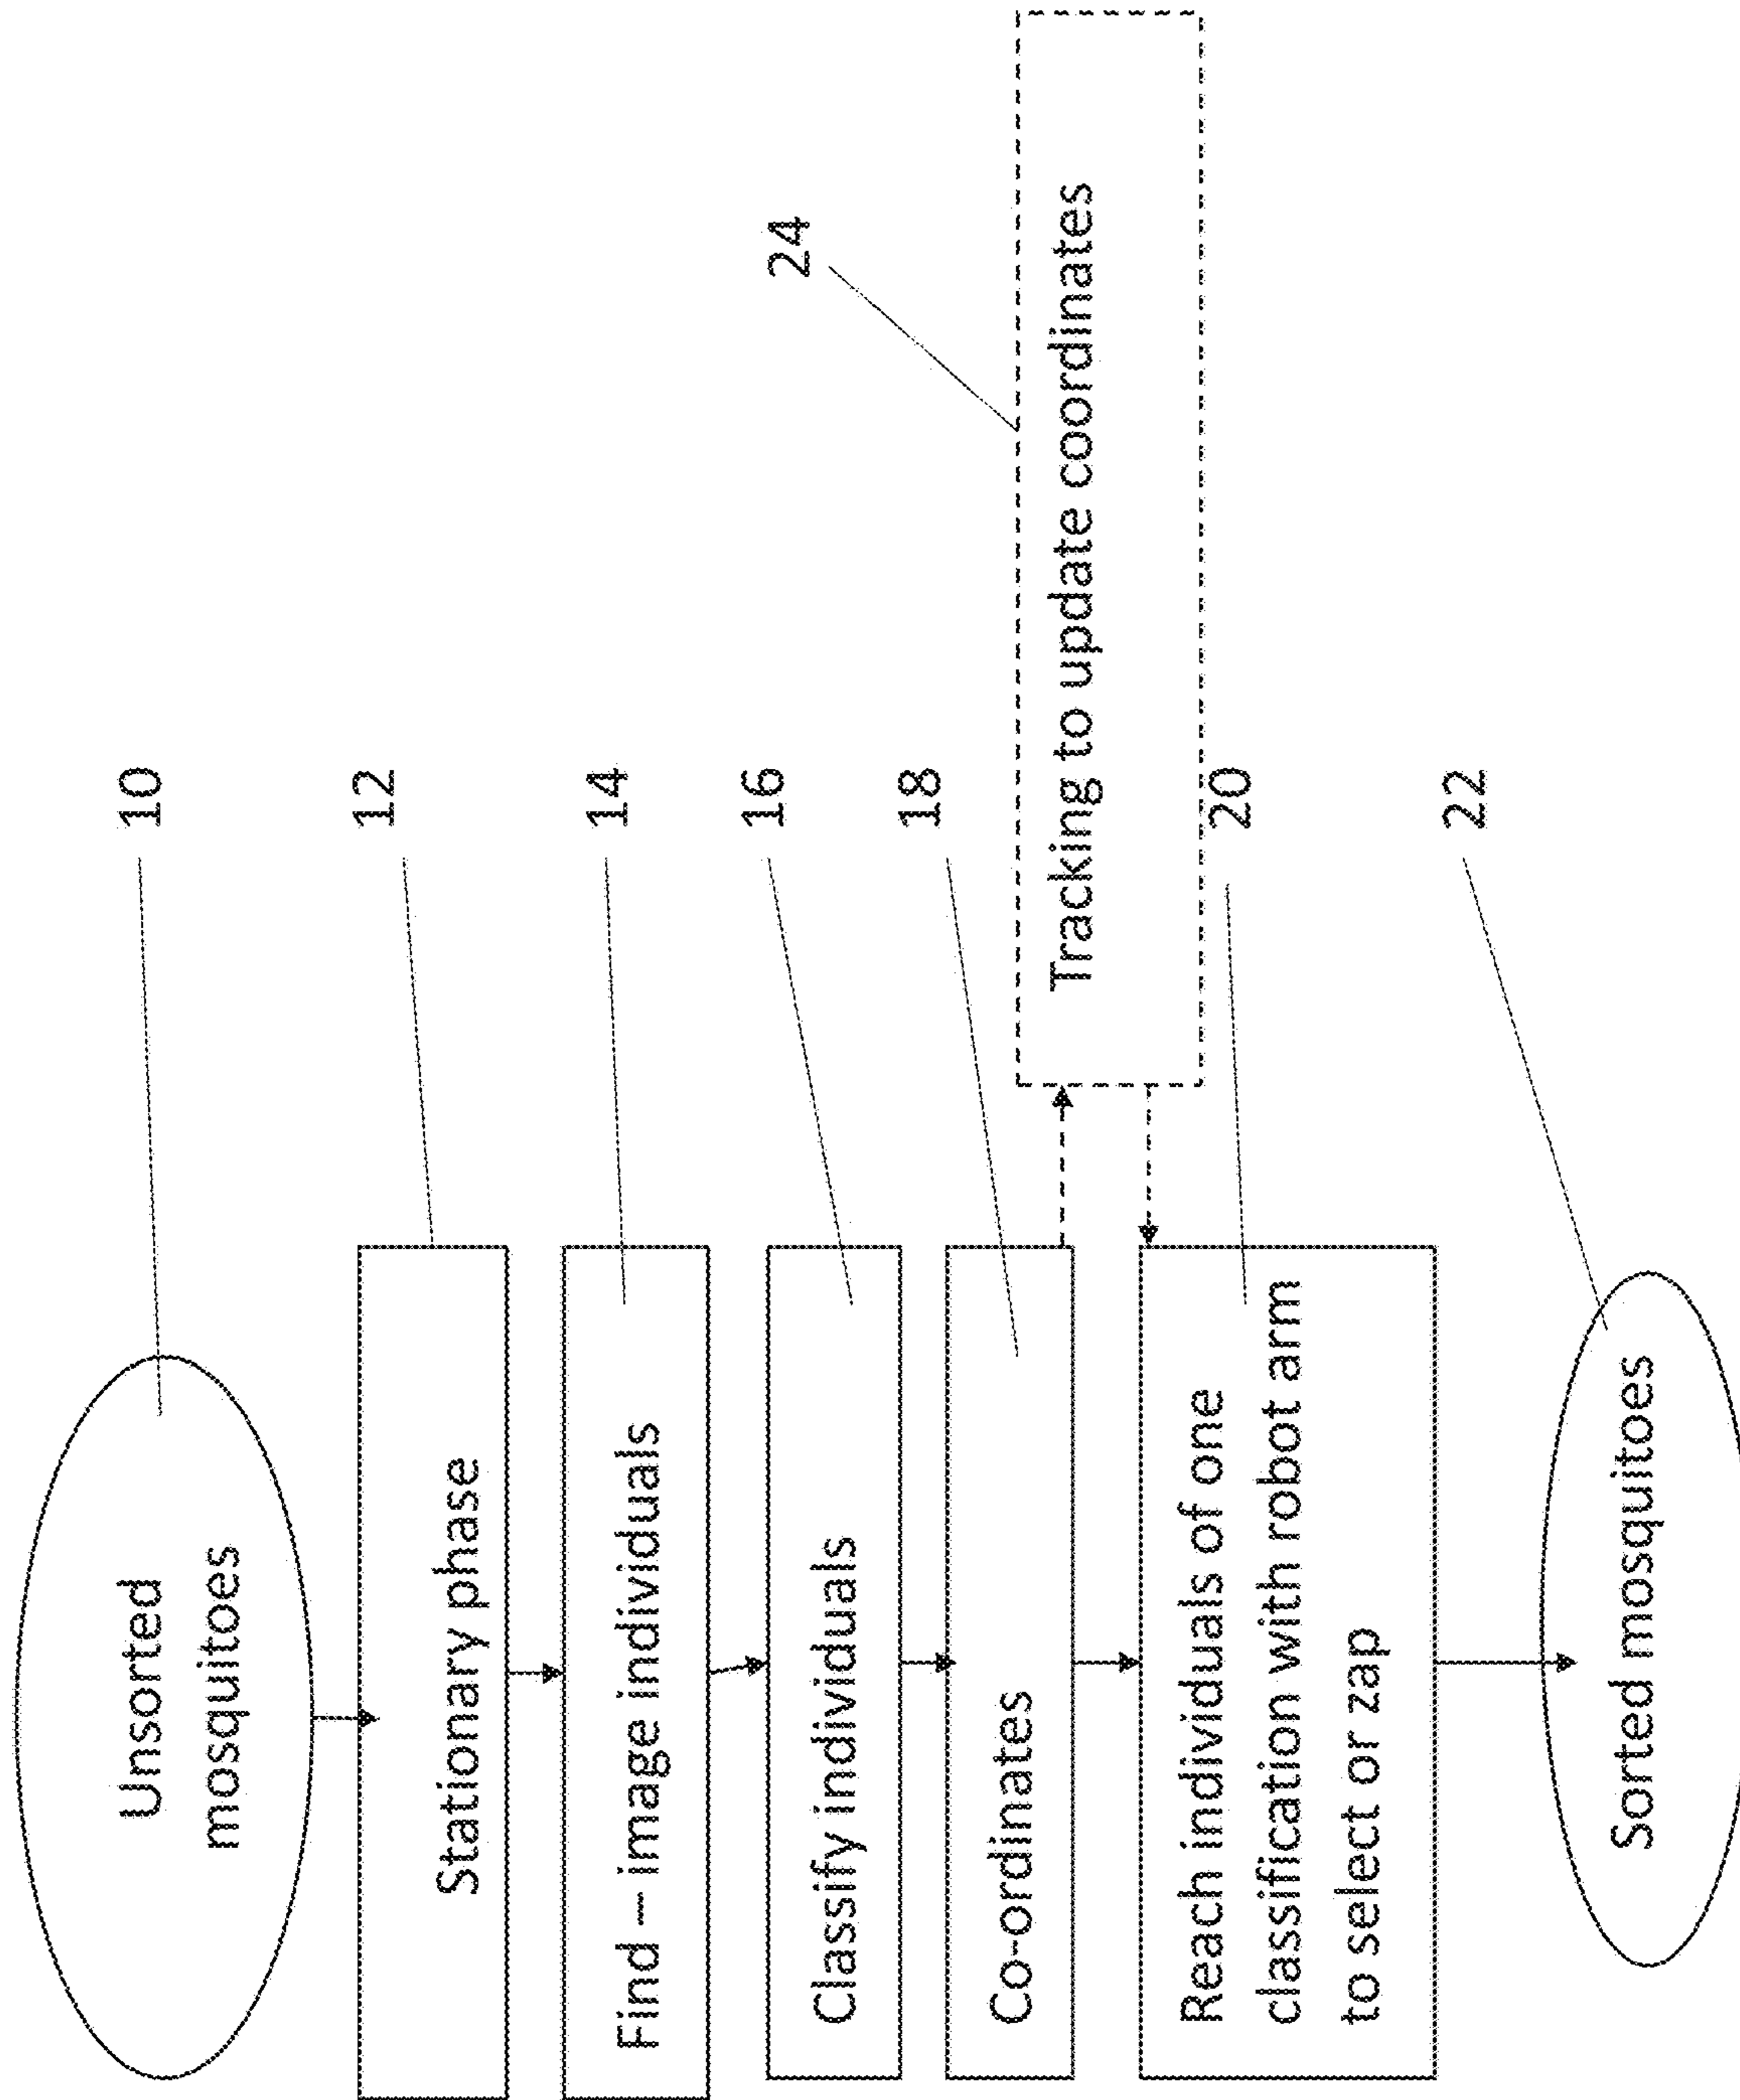 Unsorted
mosquitoes
10
Stationary phase
12
Find – image individuals
14
Classify individuals
16
Co-ordinates
18
Tracking to update coordinates
24
Reach individuals of one
classification with robot arm
to select or zap
20
Sorted mosquitoes
22